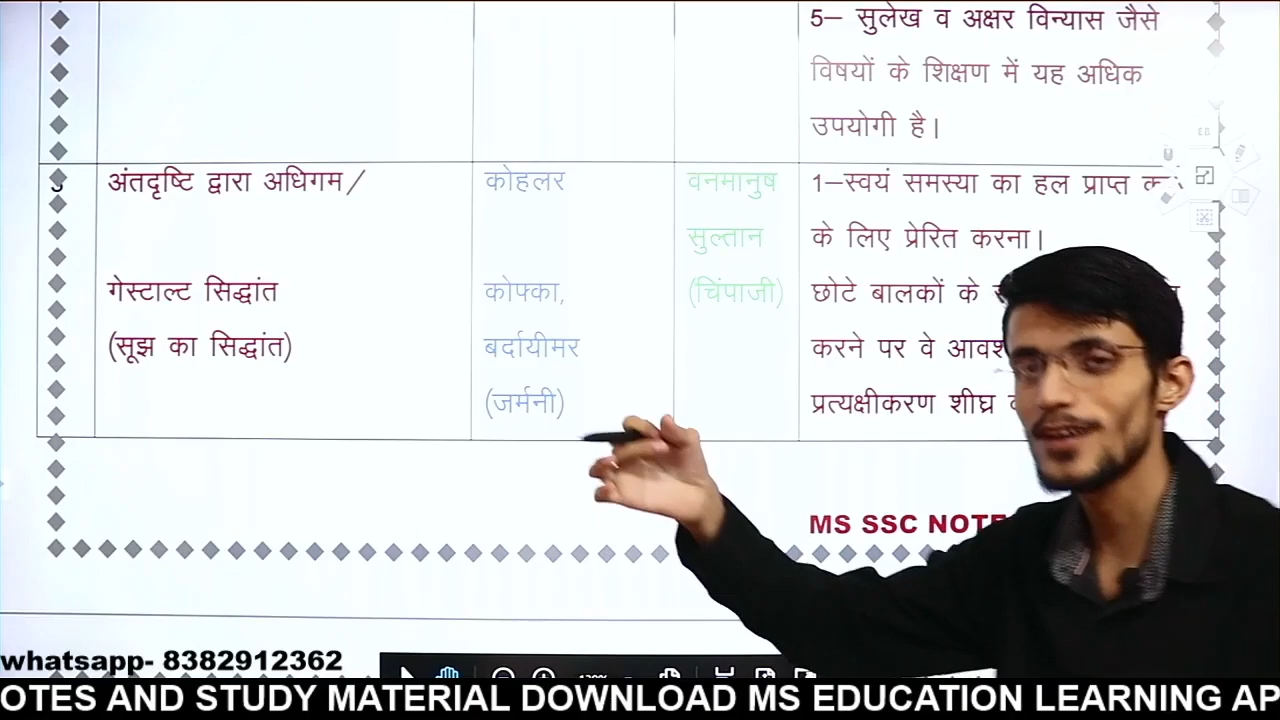 5– सुलेख व अक्षर विन्यास जैसे
विषयों के शिक्षण में यह अधिक
उपयोगी है।
अंतदृष्टि द्वारा अधिगम/
गेस्टाल्ट सिद्धांत
(सूझ का सिद्धांत)
कोहलर
कोफ्का,
बर्दायीमर
(जर्मनी)
वनमानुष
सुल्तान
(चिंपाजी)
1–स्वयं समस्या का हल प्राप्त
के लिए प्रेरित करना।
छोटे बालकों के
करने पर वे
प्रत्यक्षीकरण शीघ्र
MS SSC
whatsapp- 8382912362
OTES AND STUDY MATERIAL DOWNLOAD MS EDUCATION LEARNING AP